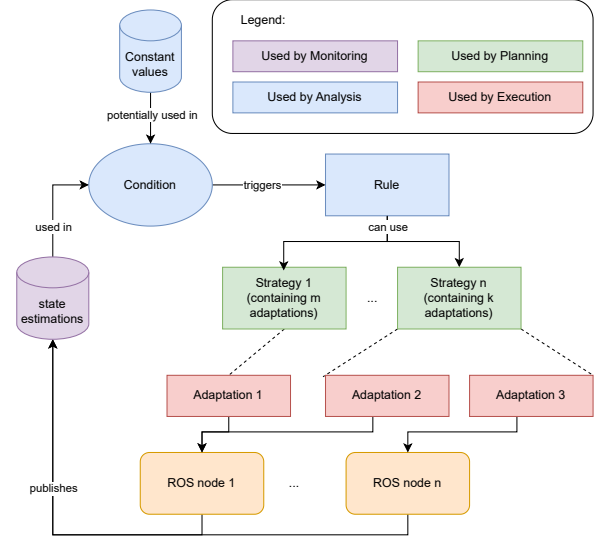 Legend:
Used by Monitoring
Used by Planning
Used by Analysis
Used by Execution
Constant
values
potentially used in
Condition
triggers
Rule
used in
can use
state
estimations
Strategy 1
(containing m
adaptations)
...
Strategy n
(containing k
adaptations)
Adaptation 1
Adaptation 2
Adaptation 3
ROS node 1
...
ROS node n
publishes